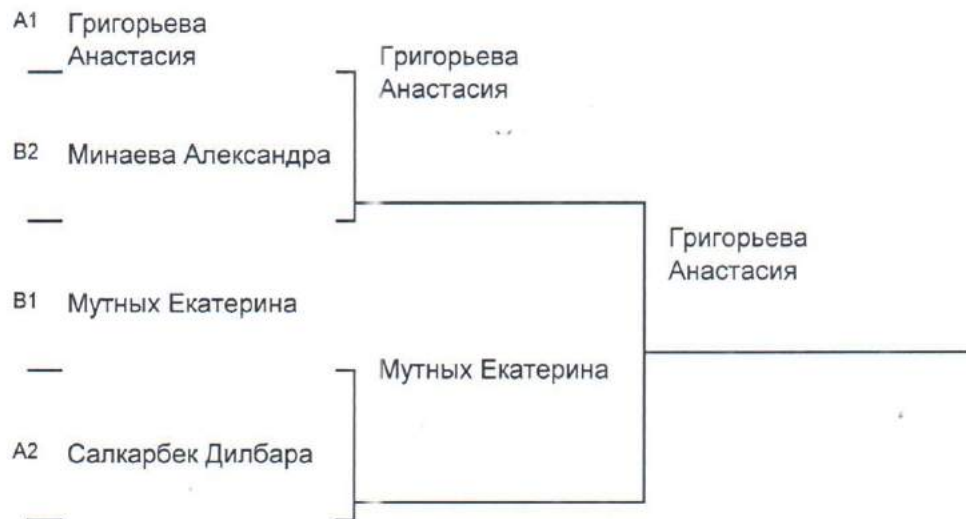 A1 Григорьева
Анастасия
Григорьева
Анастасия
B2 Минаева Александра
Григорьева
Анастасия
B1 Мутных Екатерина
Мутных Екатерина
A2 Салкарбек Дилбара